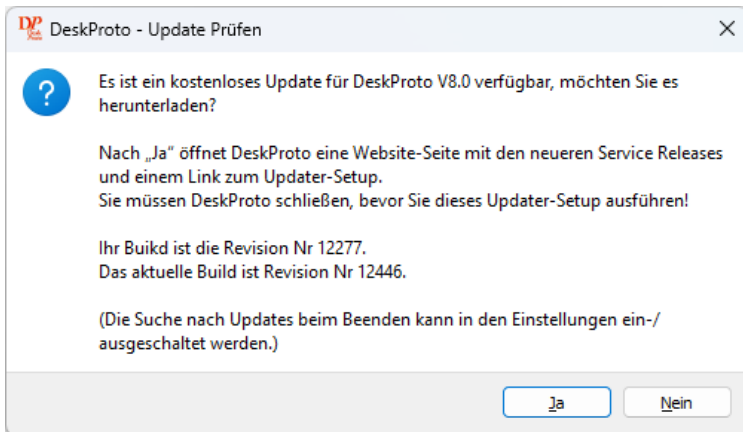 DP
Desk
Proto
DeskProto - Update Prüfen
Es ist ein kostenloses Update für DeskProto V8.0 verfügbar, möchten Sie es
herunterladen?
Nach „Ja“ öffnet DeskProto eine Website-Seite mit den neueren Service Releases
und einem Link zum Updater-Setup.
Sie müssen DeskProto schließen, bevor Sie dieses Updater-Setup ausführen!
Ihr Buikd ist die Revision Nr 12277.
Das aktuelle Build ist Revision Nr 12446.
(Die Suche nach Updates beim Beenden kann in den Einstellungen ein-/
ausgeschaltet werden.)
Ja
Nein